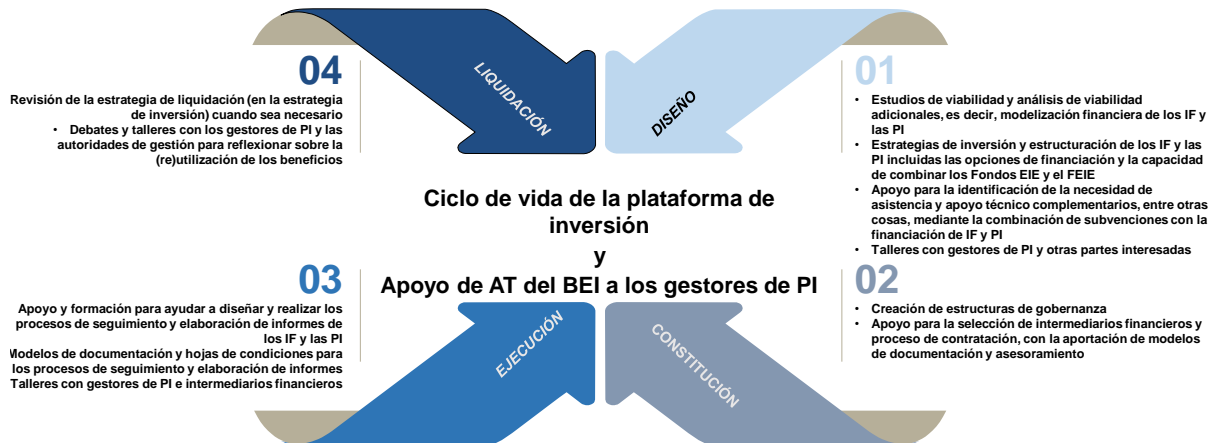 LIQUIDACIÓN
DISEÑO
04
Revisión de la estrategia de liquidación (en la estrategia
de inversión) cuando sea necesario
• Debates y talleres con los gestores de PI y las
autoridades de gestión para reflexionar sobre la
(re)utilización de los beneficios
01
• Estudios de viabilidad y análisis de viabilidad
adicionales, es decir, modelización financiera de los IF y
las PI
• Estrategias de inversión y estructuración de los IF y las
PI incluidas las opciones de financiación y la capacidad
de combinar los Fondos EIE y el FEIE
• Apoyo para la identificación de la necesidad de
asistencia y apoyo técnico complementarios, entre otras
cosas, mediante la combinación de subvenciones con la
financiación de IF y PI
• Talleres con gestores de PI y otras partes interesadas
Ciclo de vida de la plataforma de
inversión
y
Apoyo de AT del BEI a los gestores de PI
03
Apoyo y formación para ayudar a diseñar y realizar los
procesos de seguimiento y elaboración de informes de
los IF y las PI
Modelos de documentación y hojas de condiciones para
los procesos de seguimiento y elaboración de informes
Talleres con gestores de PI e intermediarios financieros
02
• Creación de estructuras de gobernanza
• Apoyo para la selección de intermediarios financieros y
proceso de contratación, con la aportación de modelos
de documentación y asesoramiento
EJECUCIÓN
CONSTITUCIÓN